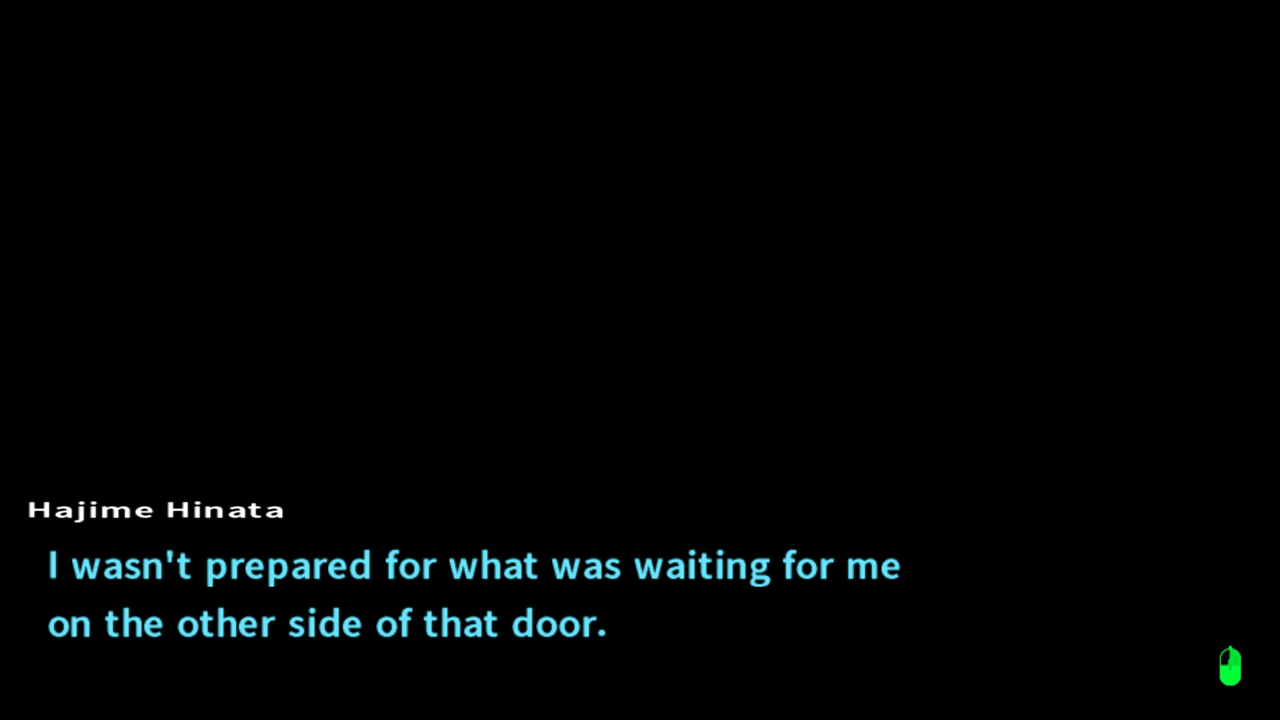 Hajime Hinata
I wasn't prepared for what was waiting for me
on the other side of that door.